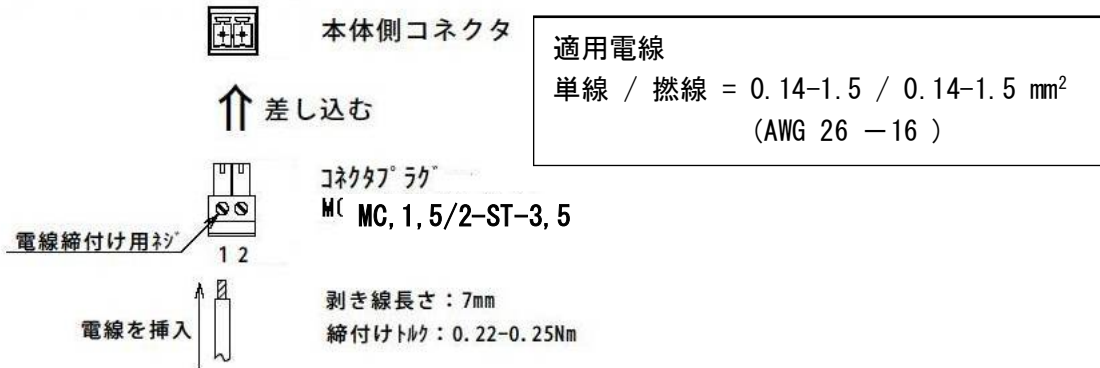 本体側コネクタ
適用電線
単線 / 撚線 = 0.14-1.5 / 0.14-1.5 mm²
(AWG 26 －16 )
差し込む
ｺﾈｸﾀﾌﾟﾗｸﾞ
MC,1,5/2-ST-3,5
電線締付け用ﾈｼﾞ
1 2
剥き線長さ：7mm
電線を挿入
締付けﾄﾙｸ：0.22-0.25Nm